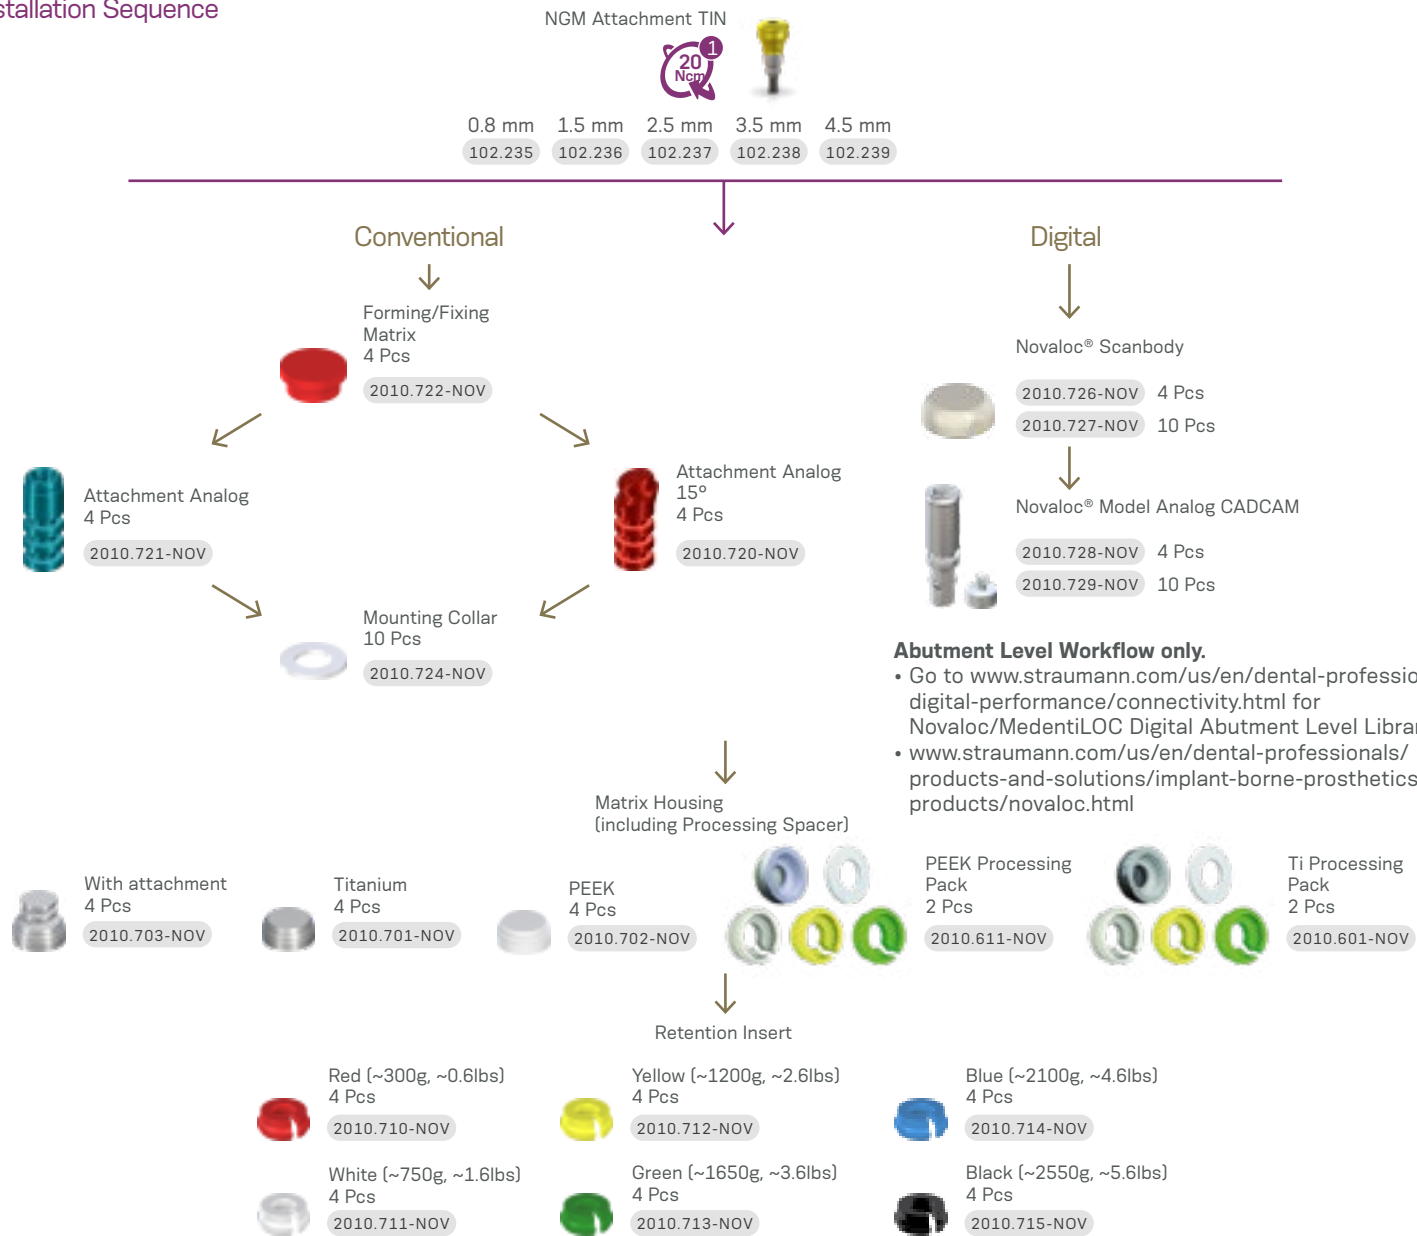 stallation Sequence
NGM Attachment TIN
1
20
Ncm
0.8 mm 1.5 mm 2.5 mm 3.5 mm 4.5 mm
102.235 102.236 102.237 102.238 102.239
Conventional
Digital
Forming/Fixing
Matrix
4 Pcs
2010.722-NOV
Novaloc® Scanbody
2010.726-NOV 4 Pcs
2010.727-NOV 10 Pcs
Attachment Analog
4 Pcs
2010.721-NOV
Attachment Analog
15°
4 Pcs
2010.720-NOV
Novaloc® Model Analog CADCAM
2010.728-NOV 4 Pcs
2010.729-NOV 10 Pcs
Mounting Collar
10 Pcs
2010.724-NOV
Abutment Level Workflow only.
• Go to www.straumann.com/us/en/dental-professio
digital-performance/connectivity.html for
Novaloc/MedentiLOC Digital Abutment Level Librar
• www.straumann.com/us/en/dental-professionals/
products-and-solutions/implant-borne-prosthetics
products/novaloc.html
Matrix Housing
(including Processing Spacer)
With attachment
4 Pcs
2010.703-NOV
Titanium
4 Pcs
2010.701-NOV
PEEK
4 Pcs
2010.702-NOV
PEEK Processing
Pack
2 Pcs
2010.611-NOV
Ti Processing
Pack
2 Pcs
2010.601-NOV
Retention Insert
Red (~300g, ~0.6lbs)
4 Pcs
2010.710-NOV
Yellow (~1200g, ~2.6lbs)
4 Pcs
2010.712-NOV
Blue (~2100g, ~4.6lbs)
4 Pcs
2010.714-NOV
White (~750g, ~1.6lbs)
4 Pcs
2010.711-NOV
Green (~1650g, ~3.6lbs)
4 Pcs
2010.713-NOV
Black (~2550g, ~5.6lbs)
4 Pcs
2010.715-NOV